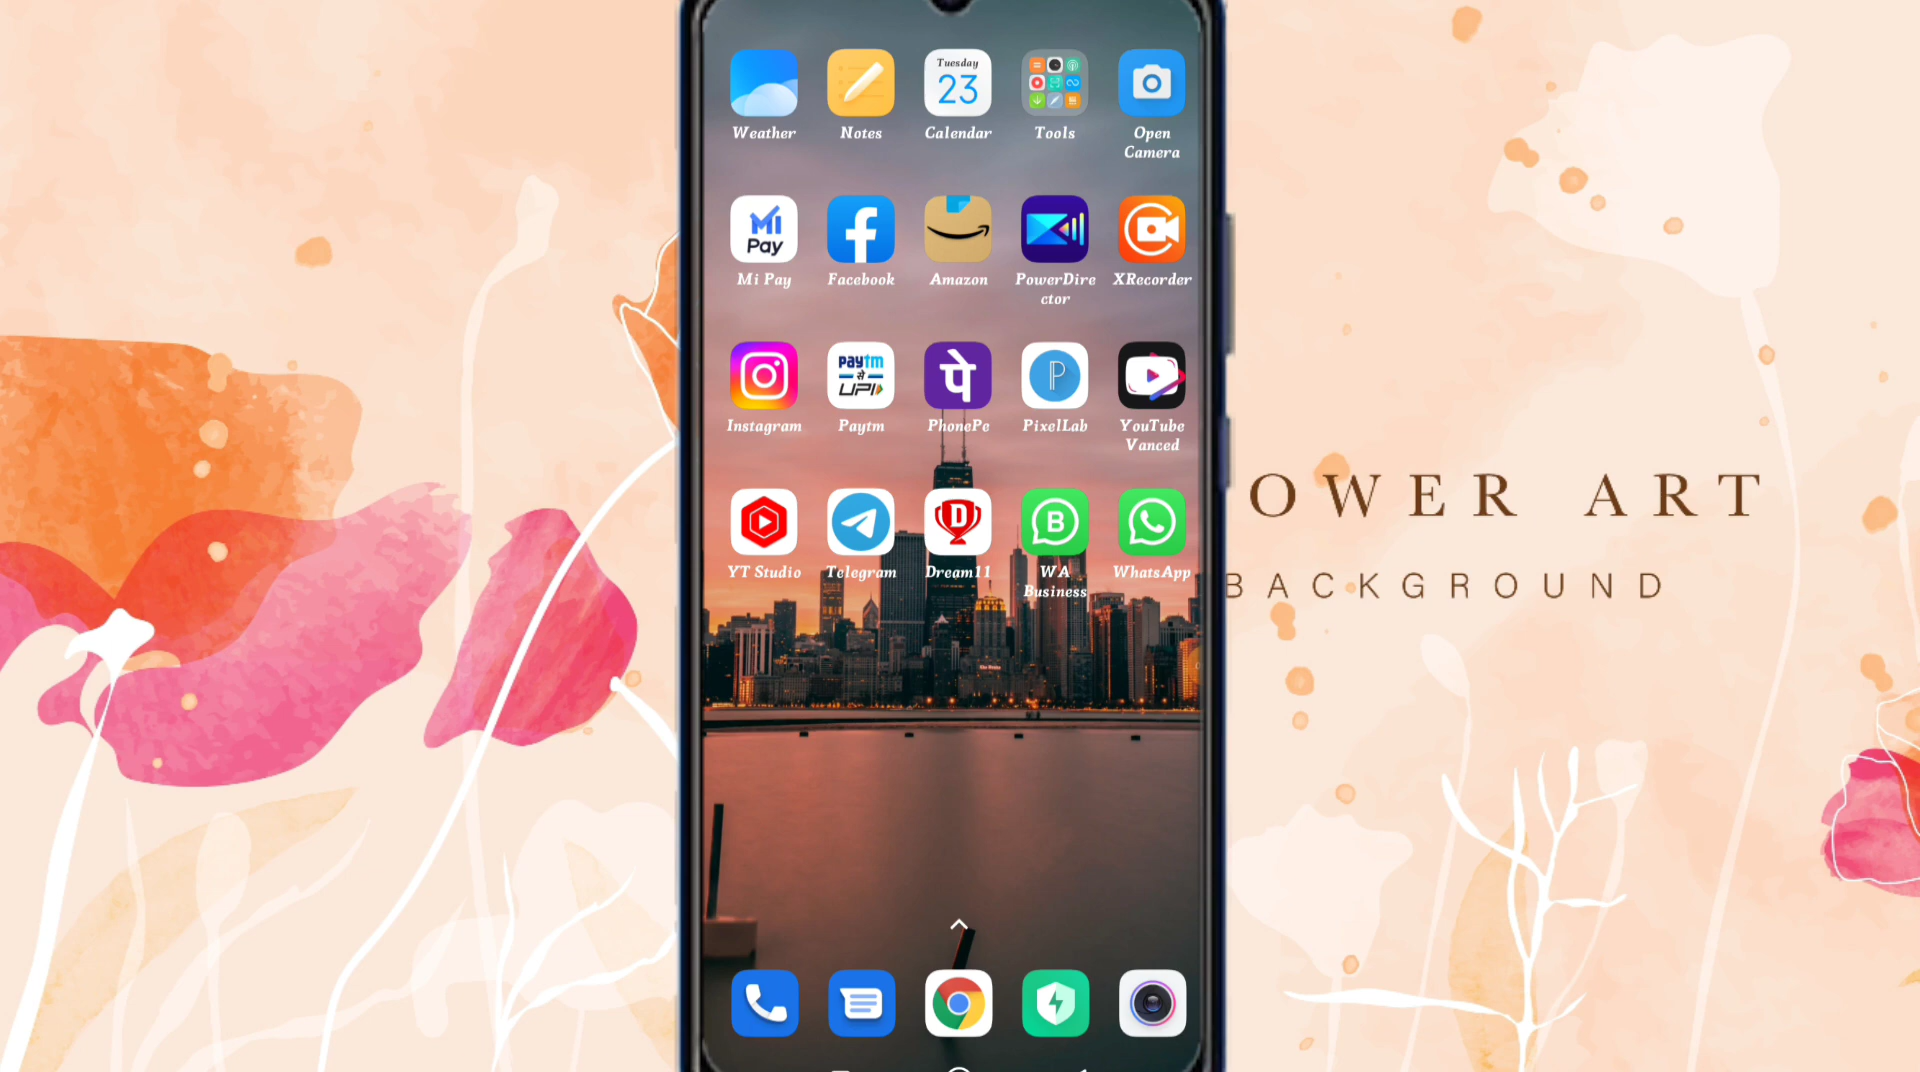 Tuesday
23
Weather
Notes
Calendar
Tools
Open
Camera
Mi
Pay
Mi Pay
Facebook
Amazon
PowerDire
ctor
XRecorder
paytm
से
UPI
पे
P
Instagram
Paytm
PhonePe
PixelLab
YouTube
Vanced
OWER ART
D
B
YT Studio
Telegram
Dream11
WA
Business
WhatsApp
BACKGROUND